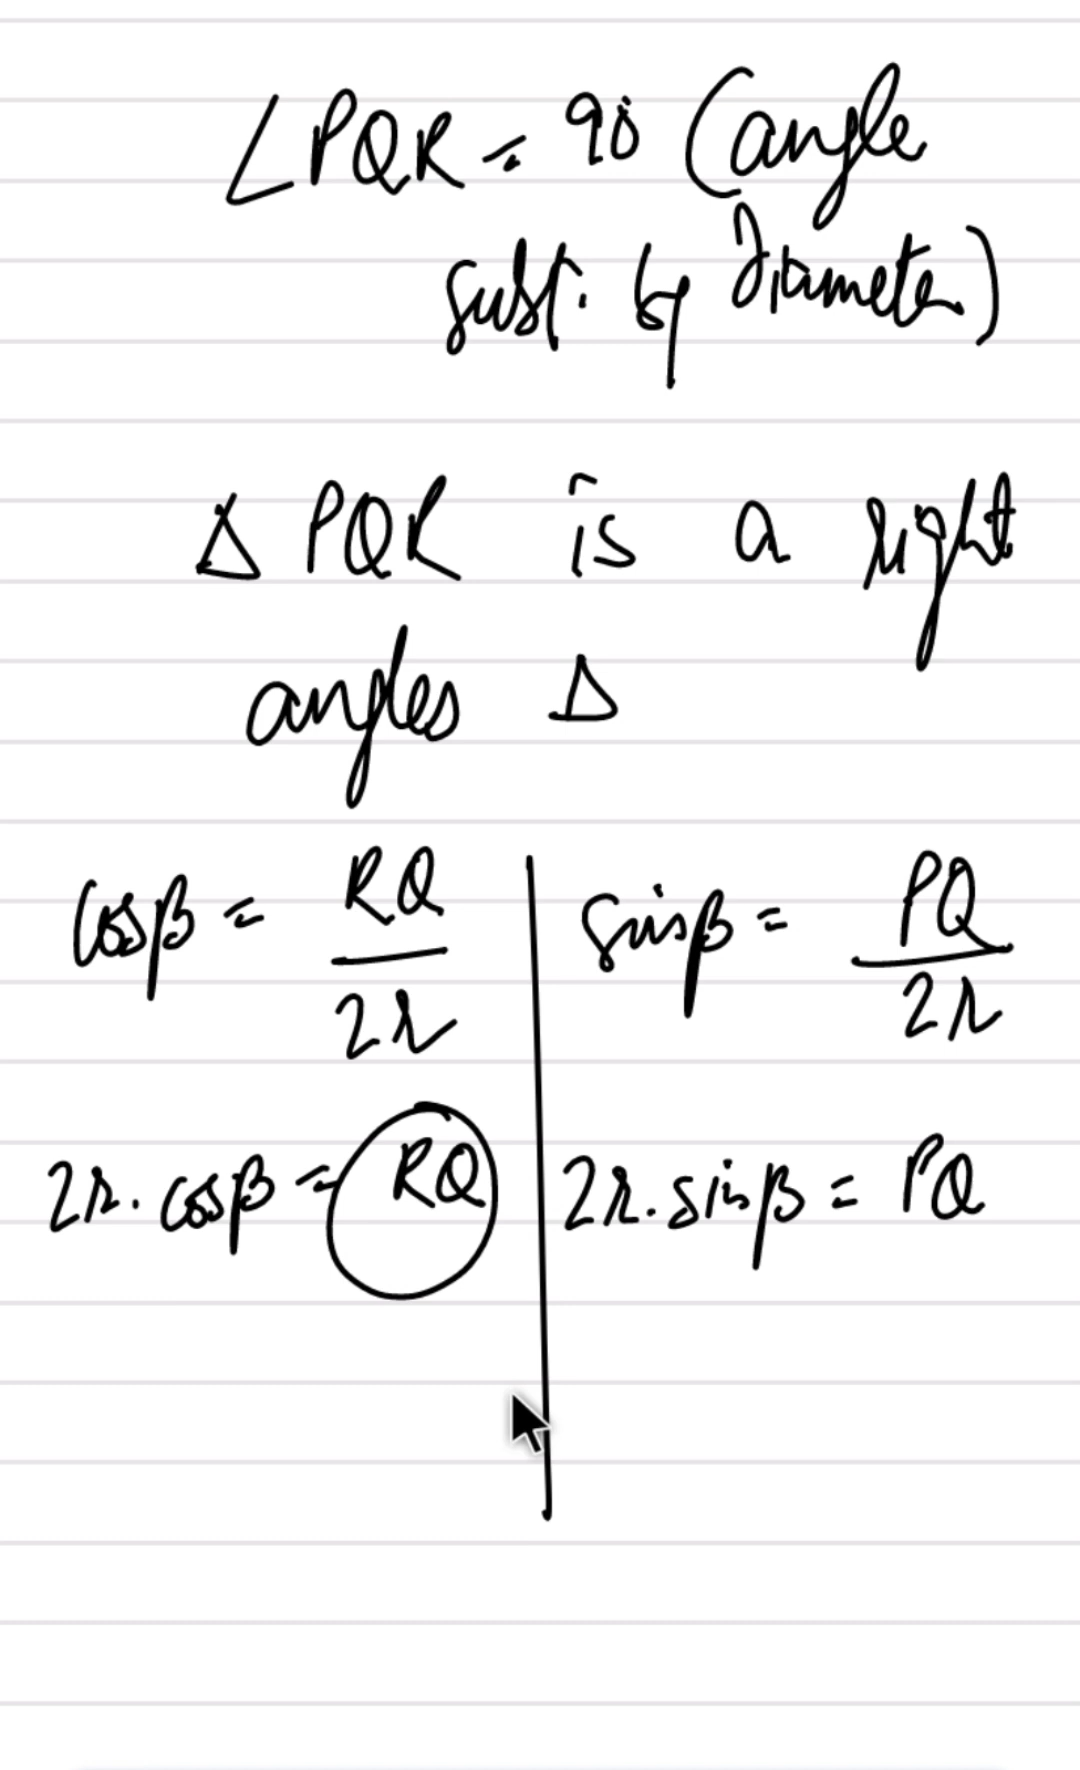 ∠PQR = 90° (angle
subt. by Diameter)
Δ PQR is a right
angles Δ
cosβ = RQ/2r | sinβ = PQ/2r
2r. cosβ = RQ | 2r. sinβ = PQ